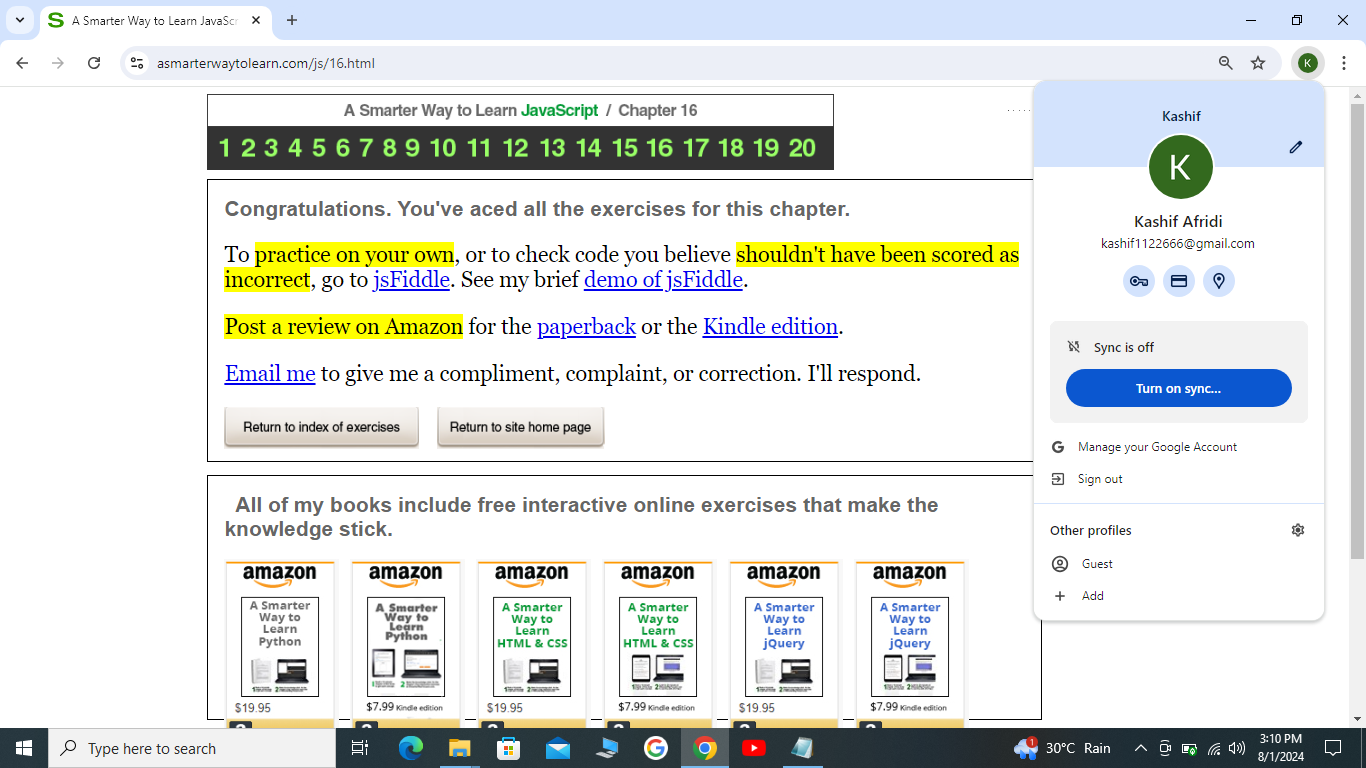 A Smarter Way to Learn JavaScr
asmarterwaytolearn.com/js/16.html
K
A Smarter Way to Learn JavaScript / Chapter 16
1 2 3 4 5 6 7 8 9 10 11 12 13 14 15 16 17 18 19 20
Congratulations. You've aced all the exercises for this chapter.
To practice on your own, or to check code you believe shouldn't have been scored as
incorrect, go to jsFiddle. See my brief demo of jsFiddle.
Post a review on Amazon for the paperback or the Kindle edition.
Email me to give me a compliment, complaint, or correction. I'll respond.
Return to index of exercises
Return to site home page
All of my books include free interactive online exercises that make the
knowledge stick.
amazon
A Smarter
Way to
Learn
Python
$19.95
amazon
A Smarter
Way to
Learn
Python
$7.99 Kindle edition
amazon
A Smarter
Way to
Learn
HTML & CSS
$19.95
amazon
A Smarter
Way to
Learn
HTML & CSS
$7.99 Kindle edition
amazon
A Smarter
Way to
Learn
jQuery
$19.95
amazon
A Smarter
Way to
Learn
jQuery
$7.99 Kindle edition
Kashif
K
Kashif Afridi
kashif1122666@gmail.com
Sync is off
Turn on sync...
Manage your Google Account
Sign out
Other profiles
Guest
Add
Type here to search
1
30°C Rain
3:10 PM
8/1/2024